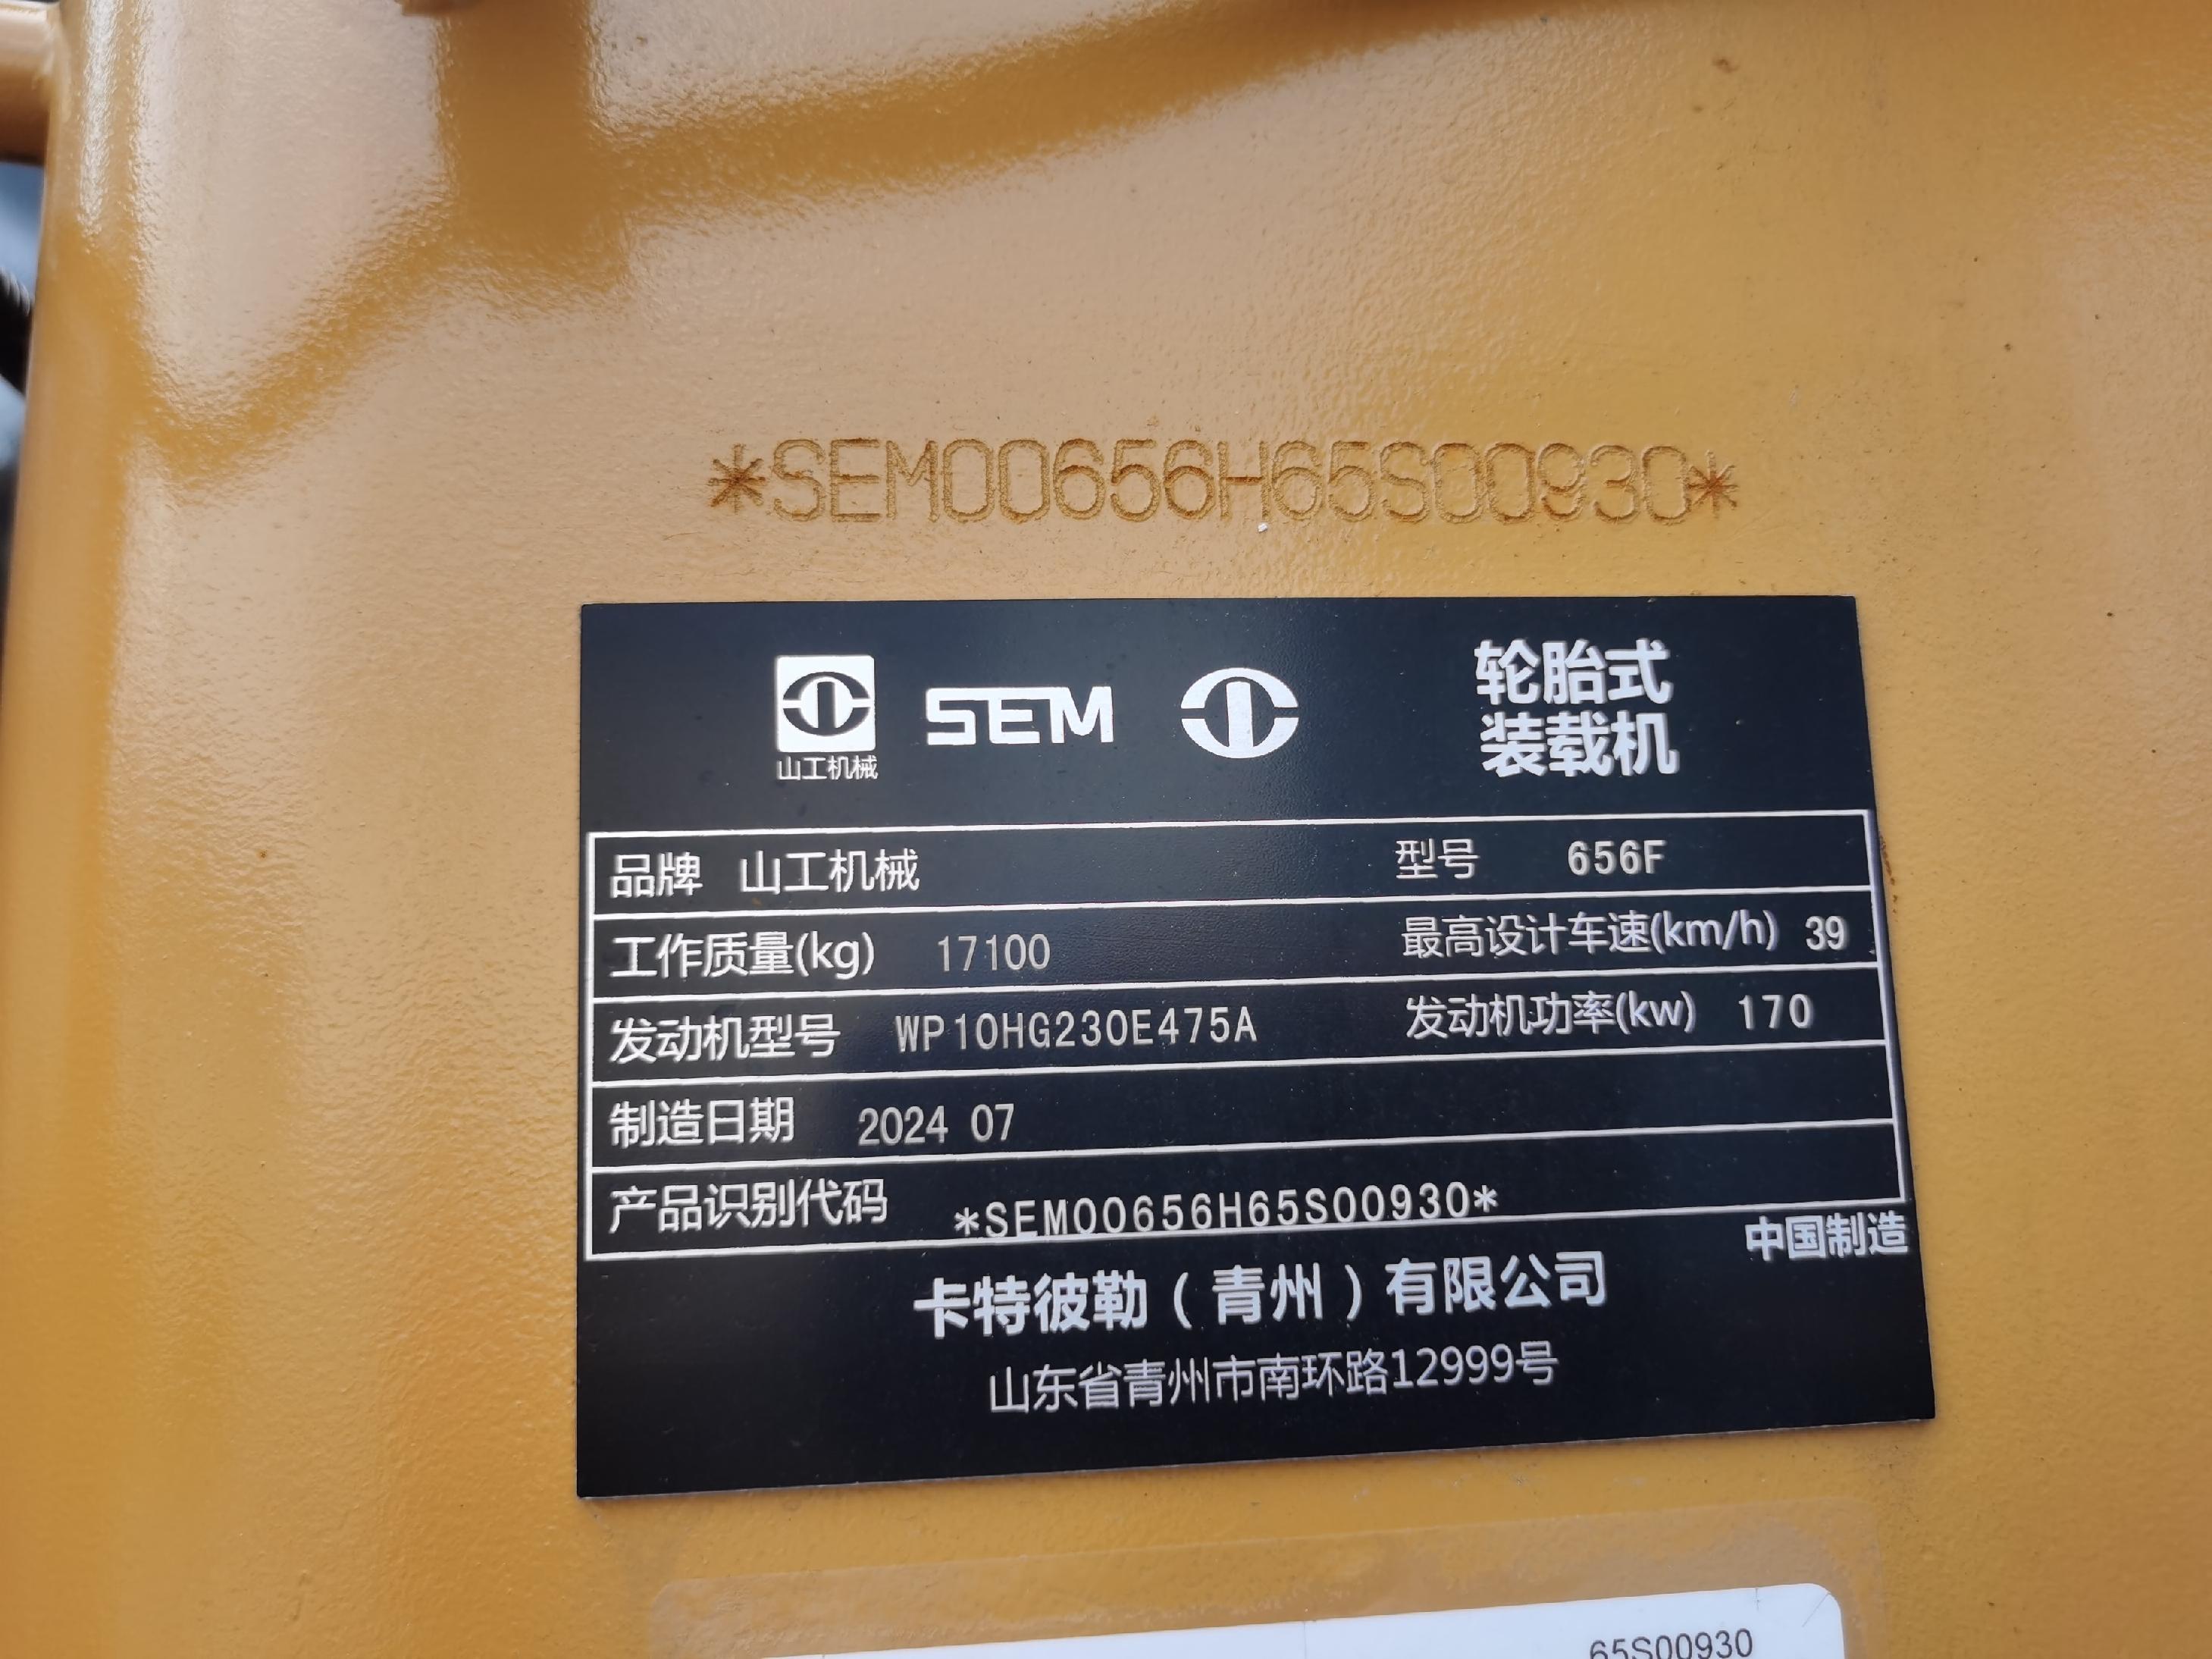 *SEM00656H65S00930*
山工机械
SEM
轮胎式
装载机
品牌 山工机械 型号 656F
工作质量(kg) 17100 最高设计车速(km/h) 39
发动机型号 WP10HG230E475A 发动机功率(kw) 170
制造日期 2024 07
产品识别代码 *SEM00656H65S00930*
中国制造
卡特彼勒（青州）有限公司
山东省青州市南环路12999号
65S00930